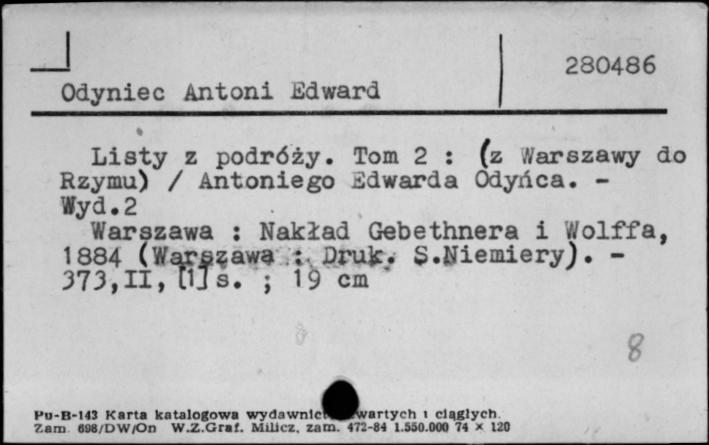 280486
Odyniec Antoni Edward
Listy z podróży. Tom 2 : (z Warszawy do
Rzymu) / Antoniego Edwarda Odyńca. -
Wyd.2
Warszawa : Nakład Gebethnera i Wolffa,
1884 (Warszawa : Druk. S.Niemiery). -
373,II, [1] s. ; 19 cm
8
Pu-B-143 Karta katalogowa wydawnict wartych i ciągłych.
Zam. 698/DW/On W.Z.Graf. Milicz, zam. 472-84 1.550.000 74 × 120